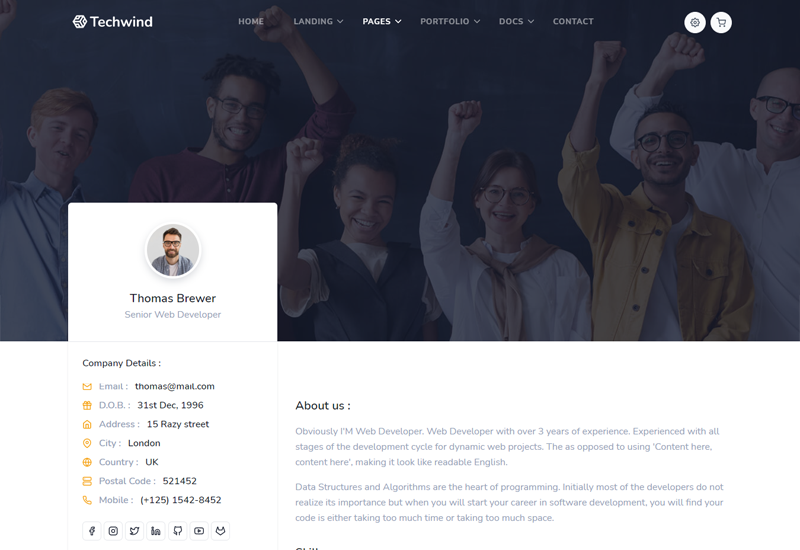 Techwind
HOME LANDING PAGES PORTFOLIO DOCS CONTACT
Thomas Brewer
Senior Web Developer
Company Details :
Email : thomas@mail.com
D.O.B. : 31st Dec, 1996
Address : 15 Razy street
City : London
Country : UK
Postal Code : 521452
Mobile : (+125) 1542-8452
About us :
Obviously I'M Web Developer. Web Developer with over 3 years of experience. Experienced with all
stages of the development cycle for dynamic web projects. The as opposed to using 'Content here,
content here', making it look like readable English.
Data Structures and Algorithms are the heart of programming. Initially most of the developers do not
realize its importance but when you will start your career in software development, you will find your
code is either taking too much time or taking too much space.